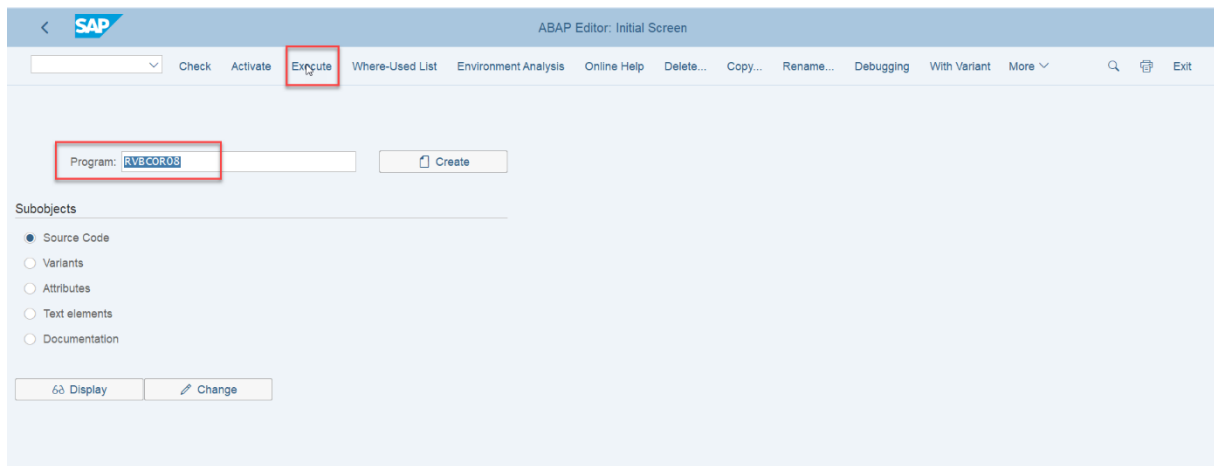 SAP
ABAP Editor: Initial Screen
Check Activate Execute Where-Used List Environment Analysis Online Help Delete... Copy... Rename... Debugging With Variant More Exit
Program: RVBCOR08 Create
Subobjects
Source Code
Variants
Attributes
Text elements
Documentation
Display Change